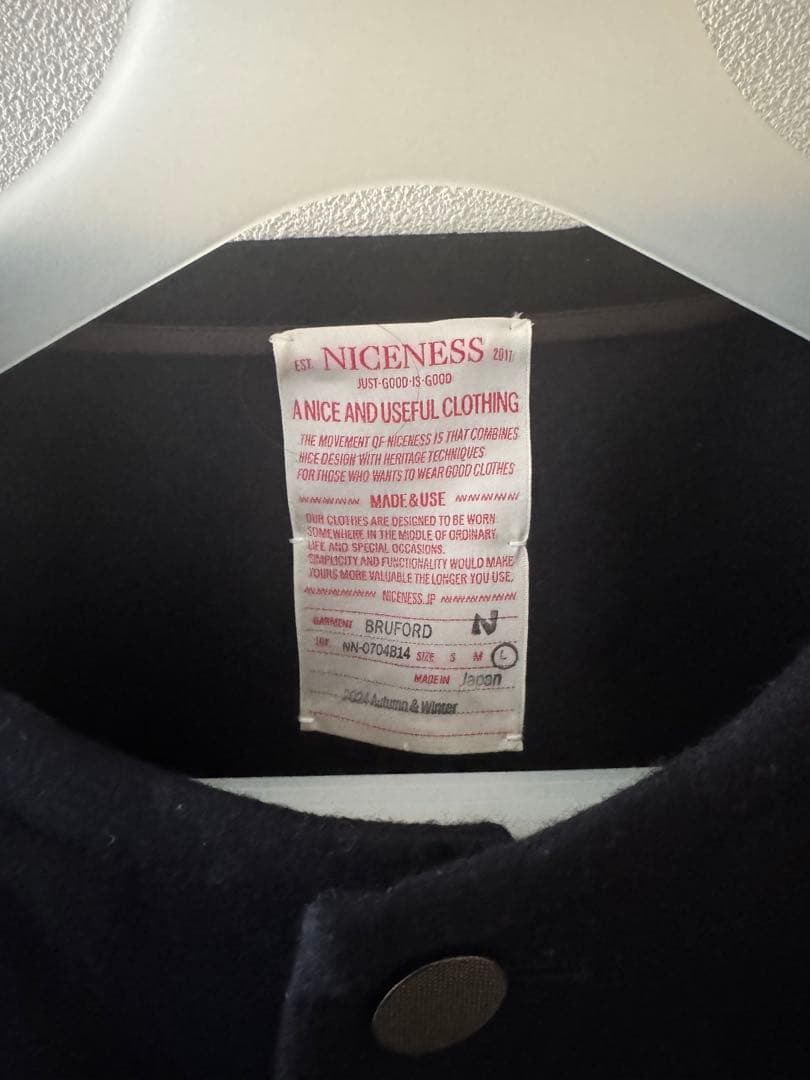 EST. NICENESS 2011
JUST·GOOD·IS·GOOD
A NICE AND USEFUL CLOTHING
THE MOVEMENT OF NICENESS IS THAT COMBINES
NICE DESIGN WITH HERITAGE TECHNIQUES
FOR THOSE WHO WANTS TO WEAR GOOD CLOTHES
MADE & USE
OUR CLOTHES ARE DESIGNED TO BE WORN
SOMEWHERE IN THE MIDDLE OF ORDINARY
LIFE AND SPECIAL OCCASIONS.
SIMPLICITY AND FUNCTIONALITY WOULD MAKE
YOURS MORE VALUABLE THE LONGER YOU USE.
NICENESS.JP
GARMENT BRUFORD N
LOT NN-0704B14 SIZE S M L
MADE IN Japan
2024 Autumn & Winter